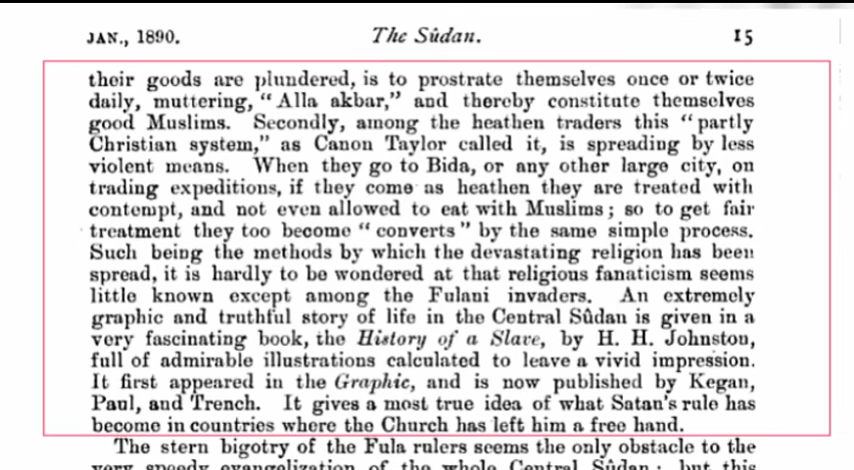 JAN., 1890. The Sûdan. 15
their goods are plundered, is to prostrate themselves once or twice
daily, muttering, “Alla akbar,” and thereby constitute themselves
good Muslims. Secondly, among the heathen traders this “partly
Christian system,” as Canon Taylor called it, is spreading by less
violent means. When they go to Bida, or any other large city, on
trading expeditions, if they come as heathen they are treated with
contempt, and not even allowed to eat with Muslims; so to get fair
treatment they too become “converts” by the same simple process.
Such being the methods by which the devastating religion has been
spread, it is hardly to be wondered at that religious fanaticism seems
little known except among the Fulani invaders. An extremely
graphic and truthful story of life in the Central Sûdan is given in a
very fascinating book, the History of a Slave, by H. H. Johnston,
full of admirable illustrations calculated to leave a vivid impression.
It first appeared in the Graphic, and is now published by Kegan,
Paul, and Trench. It gives a most true idea of what Satan's rule has
become in countries where the Church has left him a free hand.
The stern bigotry of the Fula rulers seems the only obstacle to the
very speedy evangelization of the whole Central Sûdan; but this